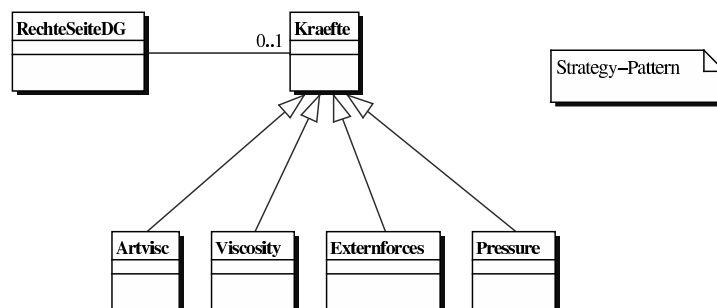 RechteSeiteDG
0..1
Kraefte
Strategy-Pattern
Artvisc
Viscosity
Externforces
Pressure